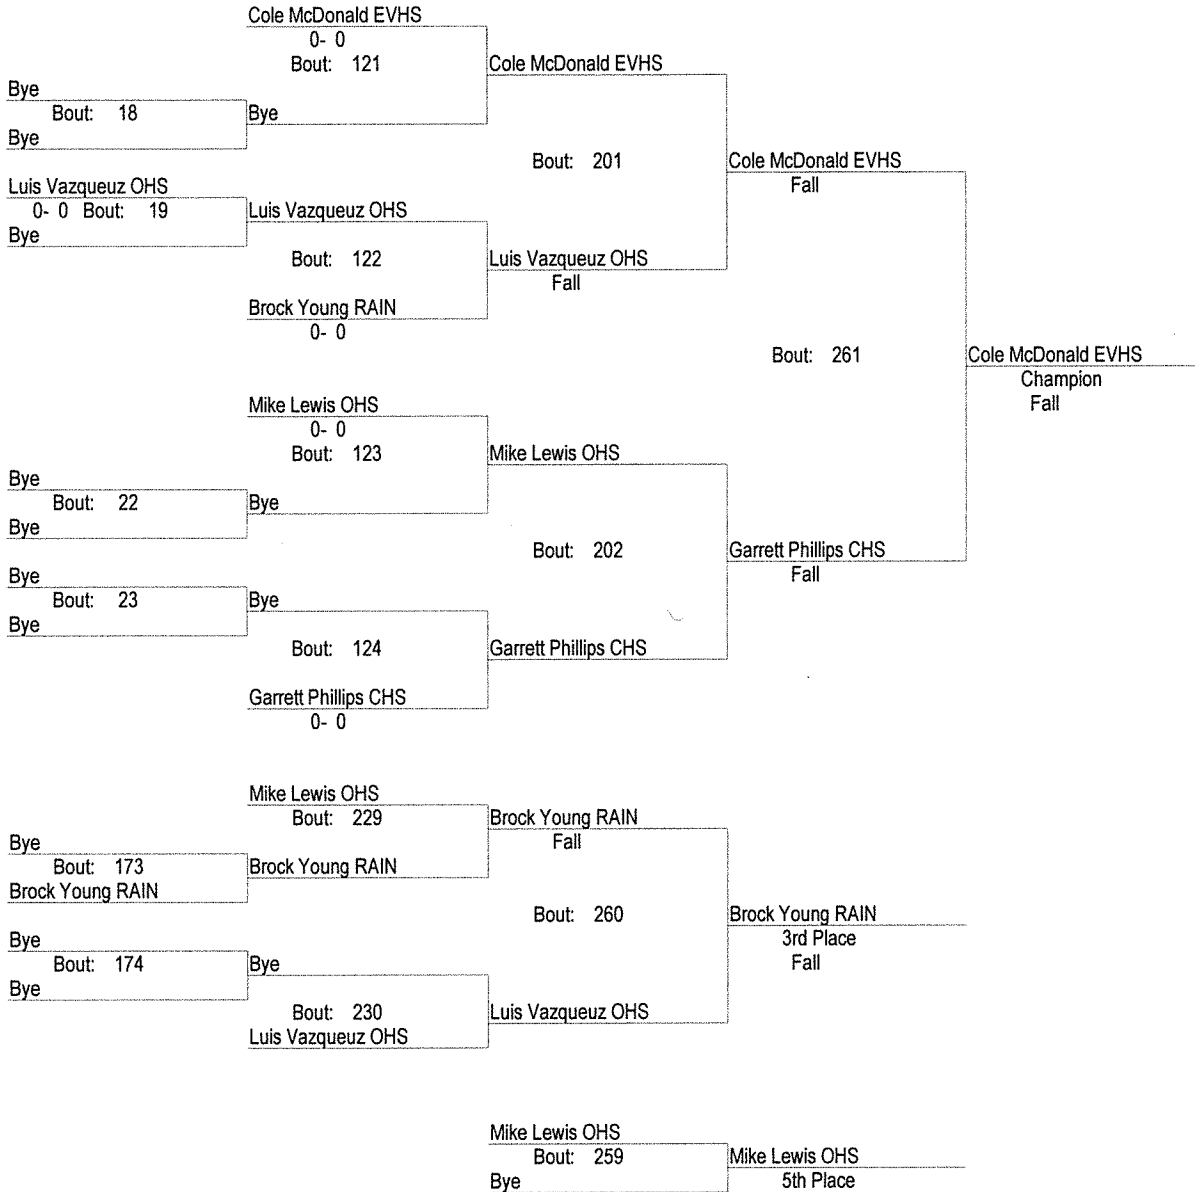 Cole McDonald EVHS
0- 0
Bout: 121
Cole McDonald EVHS
Bye
Bout: 18
Bye
Bye
Bout: 201
Cole McDonald EVHS
Fall
Luis Vazqueuz OHS
0- 0 Bout: 19
Luis Vazqueuz OHS
Bye
Bout: 122
Luis Vazqueuz OHS
Fall
Brock Young RAIN
0- 0
Bout: 261
Cole McDonald EVHS
Champion
Fall
Mike Lewis OHS
0- 0
Bout: 123
Mike Lewis OHS
Bye
Bout: 22
Bye
Bye
Bout: 202
Garrett Phillips CHS
Fall
Bye
Bout: 23
Bye
Bye
Bout: 124
Garrett Phillips CHS
Garrett Phillips CHS
0- 0
Mike Lewis OHS
Bout: 229
Brock Young RAIN
Fall
Bye
Bout: 173
Brock Young RAIN
Brock Young RAIN
Bout: 260
Brock Young RAIN
3rd Place
Fall
Bye
Bout: 174
Bye
Bye
Bout: 230
Luis Vazqueuz OHS
Luis Vazqueuz OHS
Mike Lewis OHS
Bout: 259
Mike Lewis OHS
Bye
5th Place